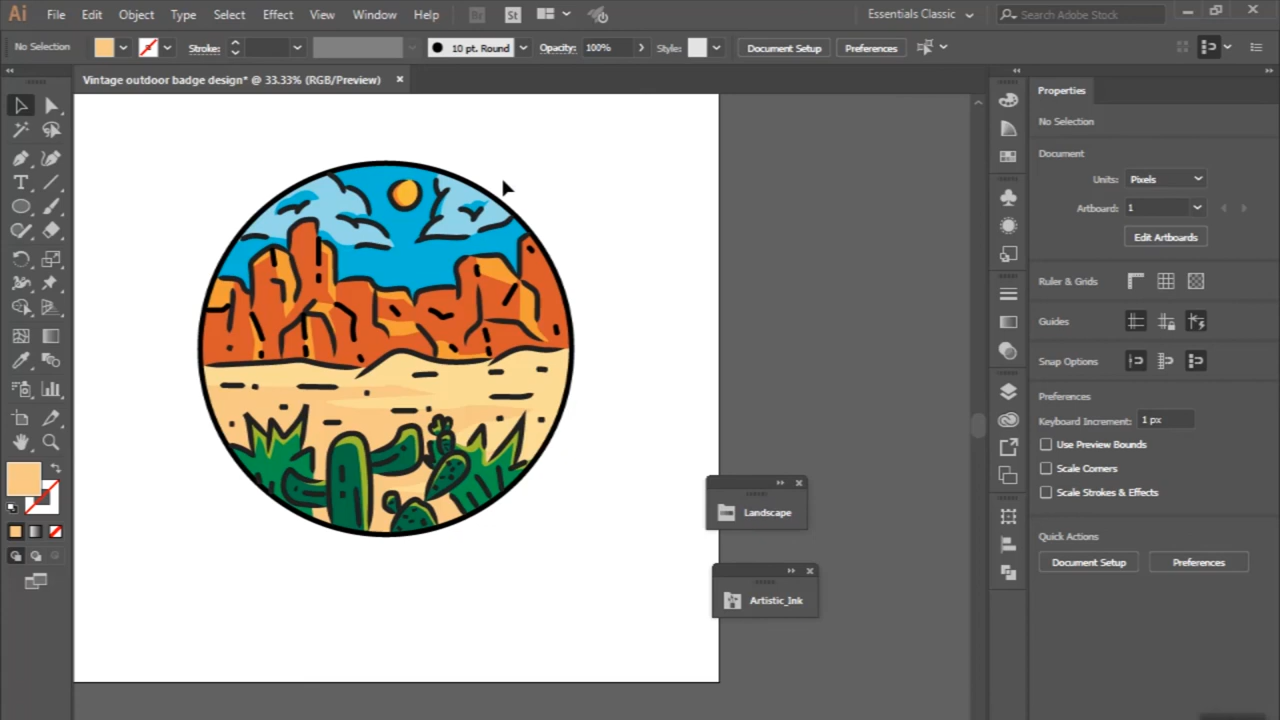 Ai File Edit Object Type Select Effect View Window Help Br St Essentials Classic Search Adobe Stock
No Selection Stroke: 10 pt. Round Opacity: 100% Style: Document Setup Preferences
Vintage outdoor badge design* @ 33.33% (RGB/Preview)
Properties
No Selection
Document
Units: Pixels
Artboard: 1
Edit Artboards
Ruler & Grids
Guides
Snap Options
Preferences
Keyboard Increment: 1 px
Use Preview Bounds
Scale Corners
Scale Strokes & Effects
Quick Actions
Document Setup Preferences
Landscape
Artistic_Ink